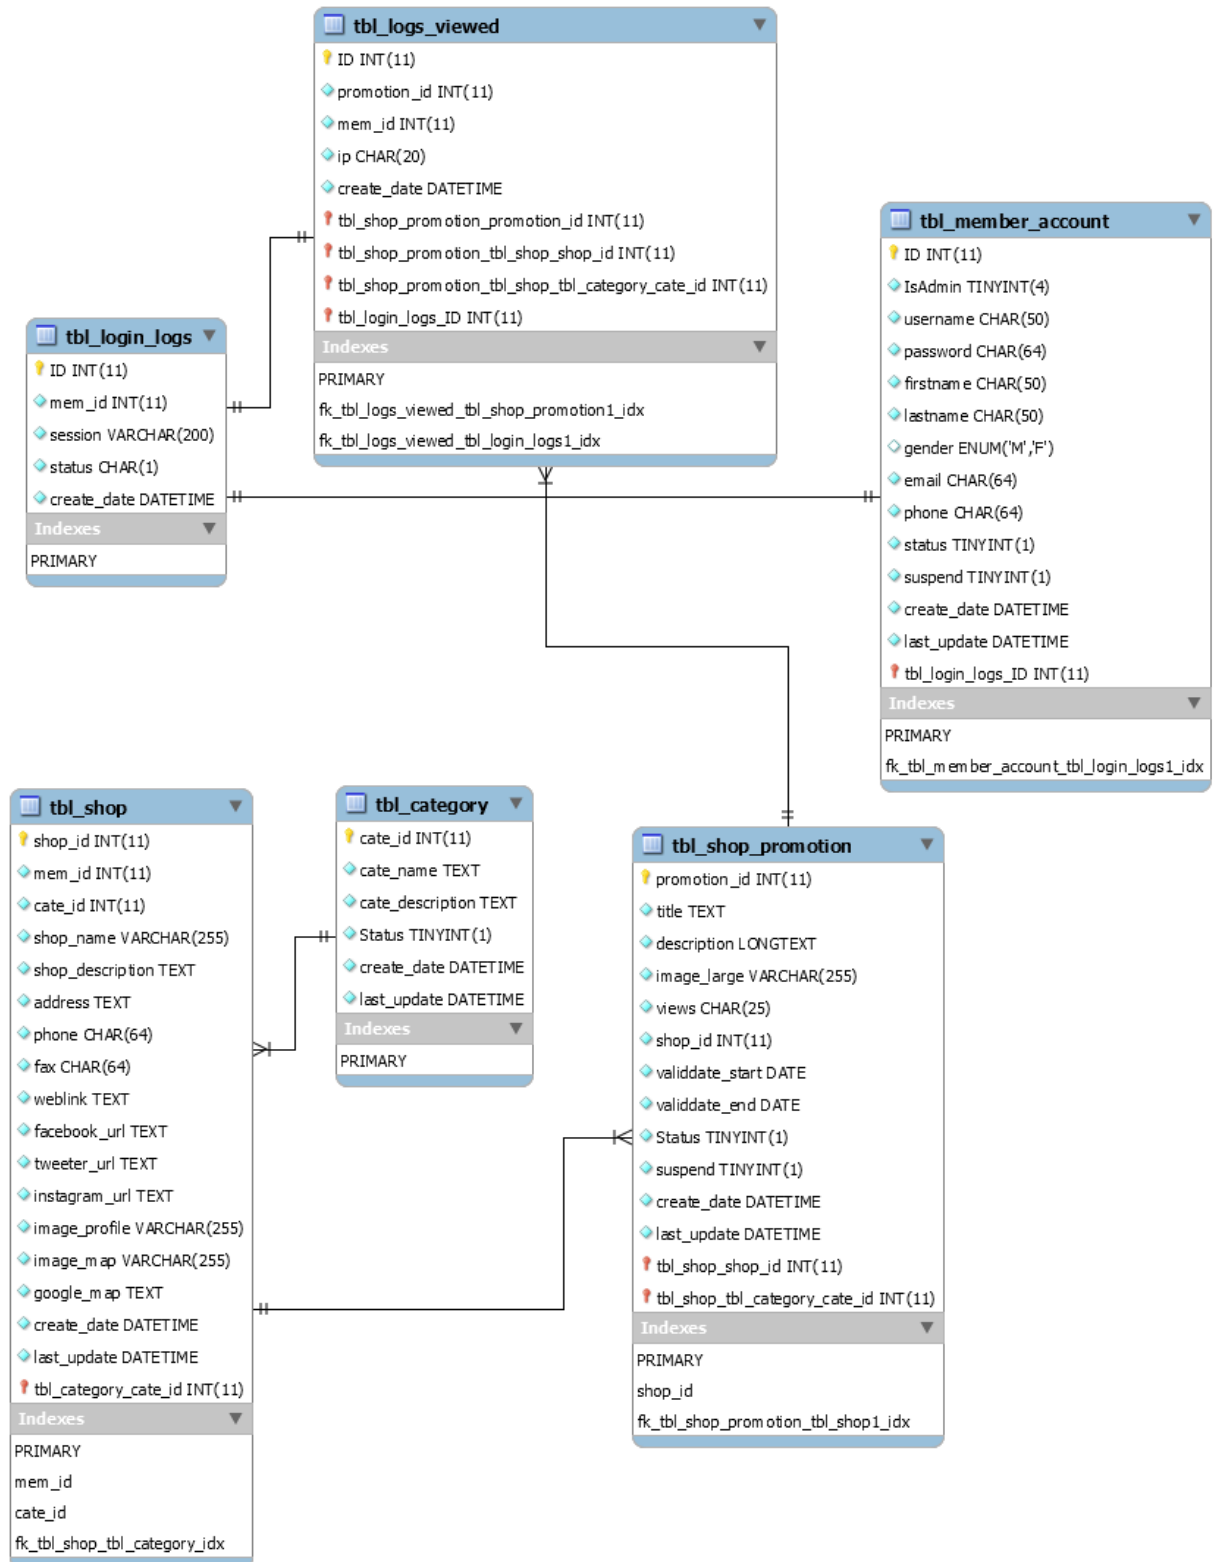 tbl_logs_viewed
ID INT(11)
promotion_id INT(11)
mem_id INT(11)
ip CHAR(20)
create_date DATETIME
tbl_shop_promotion_promotion_id INT(11)
tbl_shop_promotion_tbl_shop_shop_id INT(11)
tbl_shop_promotion_tbl_shop_tbl_category_cate_id INT(11)
tbl_login_logs_ID INT(11)
Indexes
PRIMARY
fk_tbl_logs_viewed_tbl_shop_promotion1_idx
fk_tbl_logs_viewed_tbl_login_logs1_idx
tbl_member_account
ID INT(11)
IsAdmin TINYINT(4)
username CHAR(50)
password CHAR(64)
firstname CHAR(50)
lastname CHAR(50)
gender ENUM('M','F')
email CHAR(64)
phone CHAR(64)
status TINYINT(1)
suspend TINYINT(1)
create_date DATETIME
last_update DATETIME
tbl_login_logs_ID INT(11)
Indexes
PRIMARY
fk_tbl_member_account_tbl_login_logs1_idx
tbl_login_logs
ID INT(11)
mem_id INT(11)
session VARCHAR(200)
status CHAR(1)
create_date DATETIME
Indexes
PRIMARY
tbl_shop
shop_id INT(11)
mem_id INT(11)
cate_id INT(11)
shop_name VARCHAR(255)
shop_description TEXT
address TEXT
phone CHAR(64)
fax CHAR(64)
weblink TEXT
facebook_url TEXT
tweeter_url TEXT
instagram_url TEXT
image_profile VARCHAR(255)
image_map VARCHAR(255)
google_map TEXT
create_date DATETIME
last_update DATETIME
tbl_category_cate_id INT(11)
Indexes
PRIMARY
mem_id
cate_id
fk_tbl_shop_tbl_category_idx
tbl_category
cate_id INT(11)
cate_name TEXT
cate_description TEXT
Status TINYINT(1)
create_date DATETIME
last_update DATETIME
Indexes
PRIMARY
tbl_shop_promotion
promotion_id INT(11)
title TEXT
description LONGTEXT
image_large VARCHAR(255)
views CHAR(25)
shop_id INT(11)
validdate_start DATE
validdate_end DATE
Status TINYINT(1)
suspend TINYINT(1)
create_date DATETIME
last_update DATETIME
tbl_shop_shop_id INT(11)
tbl_shop_tbl_category_cate_id INT(11)
Indexes
PRIMARY
shop_id
fk_tbl_shop_promotion_tbl_shop1_idx